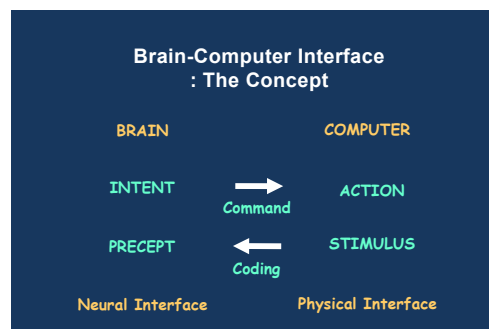 Brain-Computer Interface
: The Concept
BRAIN COMPUTER
INTENT ACTION
Command
PRECEPT STIMULUS
Coding
Neural Interface Physical Interface